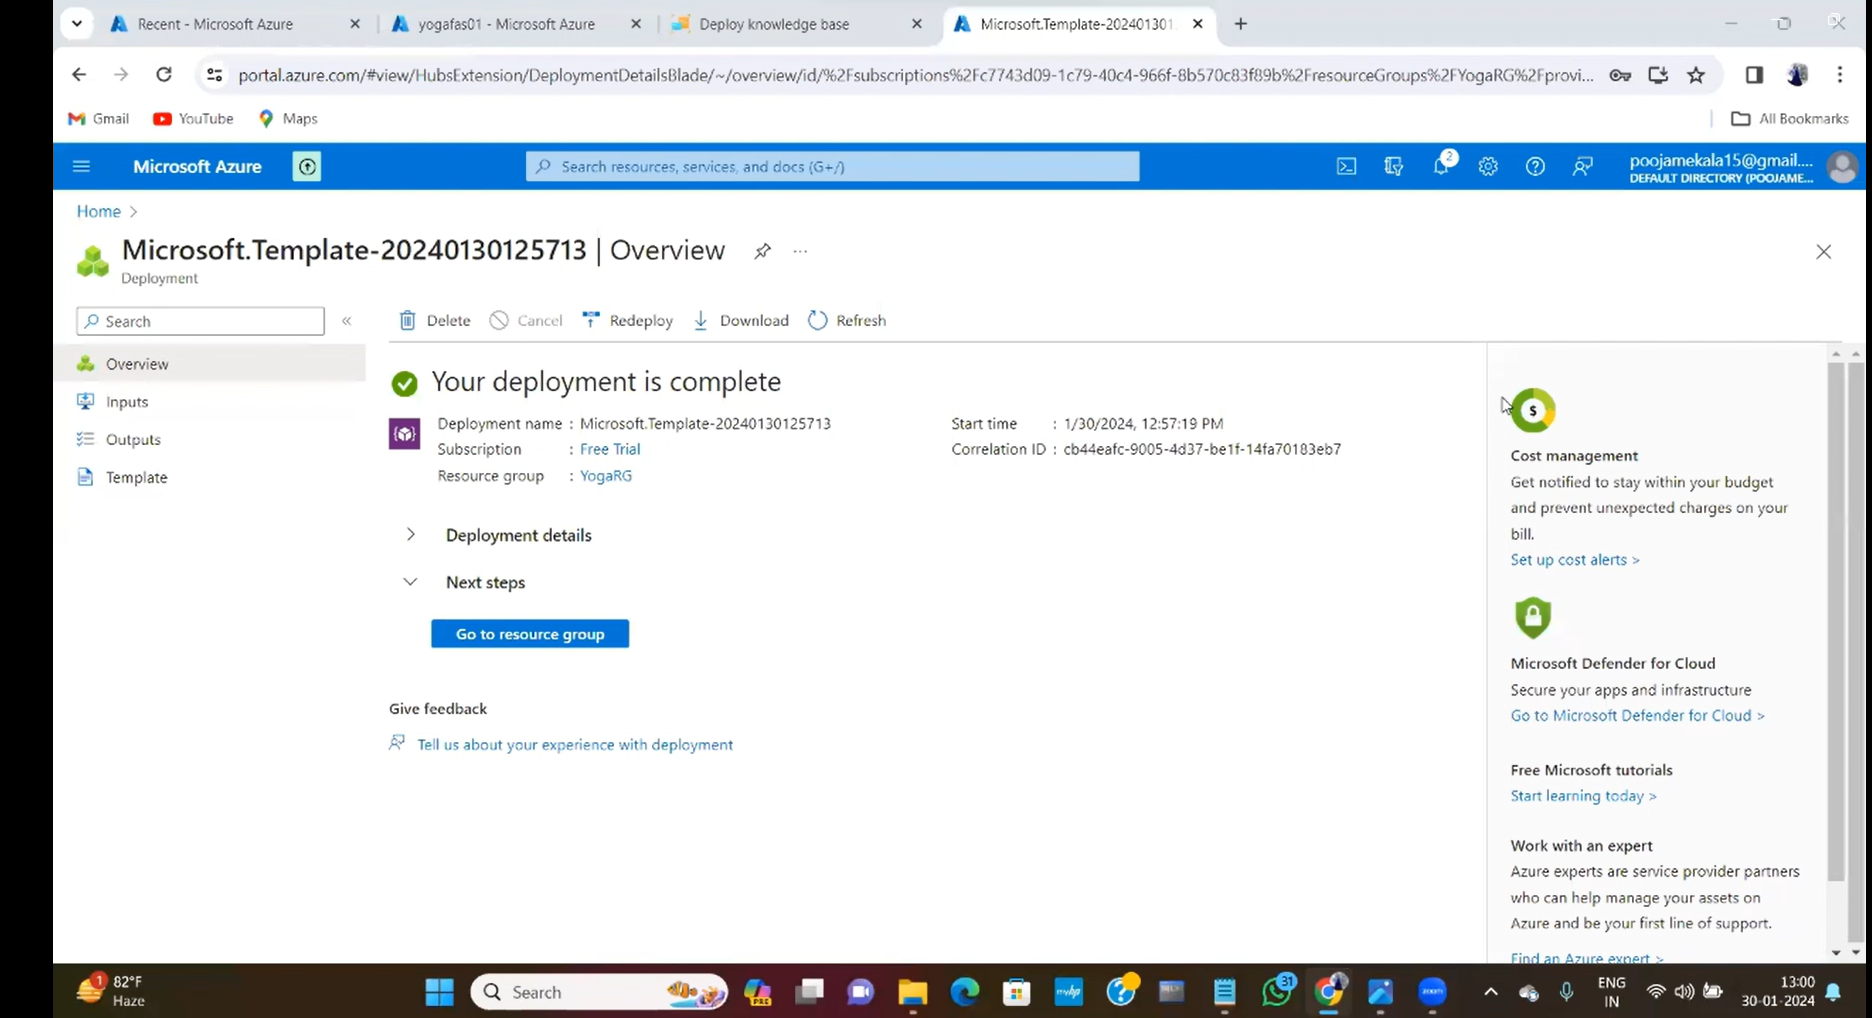 Recent - Microsoft Azure
yogafas01 - Microsoft Azure
Deploy knowledge base
Microsoft.Template-202401301
portal.azure.com/#view/HubsExtension/DeploymentDetailsBlade/~/overview/id/%2Fsubscriptions%2Fc7743d09-1c79-40c4-966f-8b570c83f89b%2FresourceGroups%2FYogaRG%2Fprovi...
Gmail
YouTube
Maps
All Bookmarks
Microsoft Azure
Search resources, services, and docs (G+/)
2
poojamekala15@gmail....
DEFAULT DIRECTORY (POOJAME...
Home >
Microsoft.Template-20240130125713 | Overview
...
Deployment
Search
«
Delete
Cancel
Redeploy
Download
Refresh
Overview
Inputs
Outputs
Template
Your deployment is complete
Deployment name : Microsoft.Template-20240130125713
Subscription : Free Trial
Resource group : YogaRG
Start time : 1/30/2024, 12:57:19 PM
Correlation ID : cb44eafc-9005-4d37-be1f-14fa70183eb7
Deployment details
Next steps
Go to resource group
Give feedback
Tell us about your experience with deployment
$
Cost management
Get notified to stay within your budget
and prevent unexpected charges on your
bill.
Set up cost alerts >
Microsoft Defender for Cloud
Secure your apps and infrastructure
Go to Microsoft Defender for Cloud >
Free Microsoft tutorials
Start learning today >
Work with an expert
Azure experts are service provider partners
who can help manage your assets on
Azure and be your first line of support.
Find an Azure expert >
1
82°F
Haze
Search
PRE
myhp
31
zoom
ENG
IN
13:00
30-01-2024